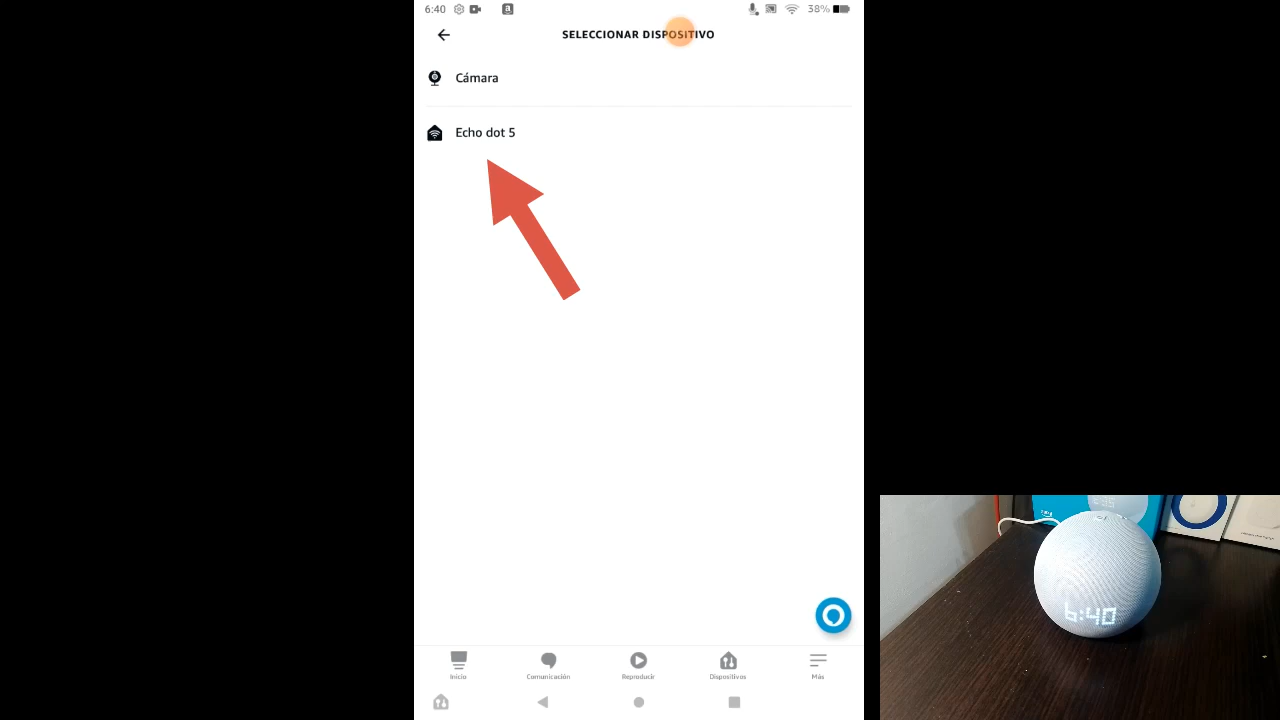 6:40
38%
SELECCIONAR DISPOSITIVO
Cámara
Echo dot 5
Inicio
Comunicación
Reproducir
Dispositivos
Más
6:40